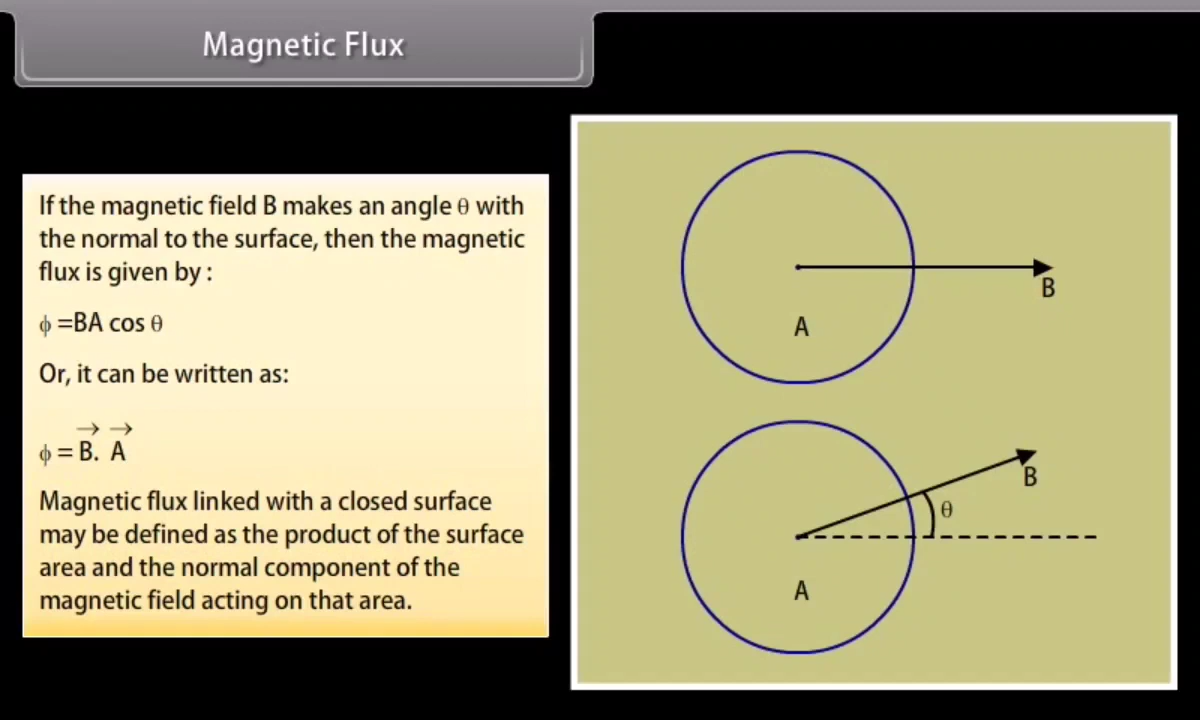 Magnetic Flux
If the magnetic field B makes an angle θ with
the normal to the surface, then the magnetic
flux is given by :
ϕ =BA cos θ
Or, it can be written as:
→ →
ϕ = B. A
Magnetic flux linked with a closed surface
may be defined as the product of the surface
area and the normal component of the
magnetic field acting on that area.
B
A
B
θ
A